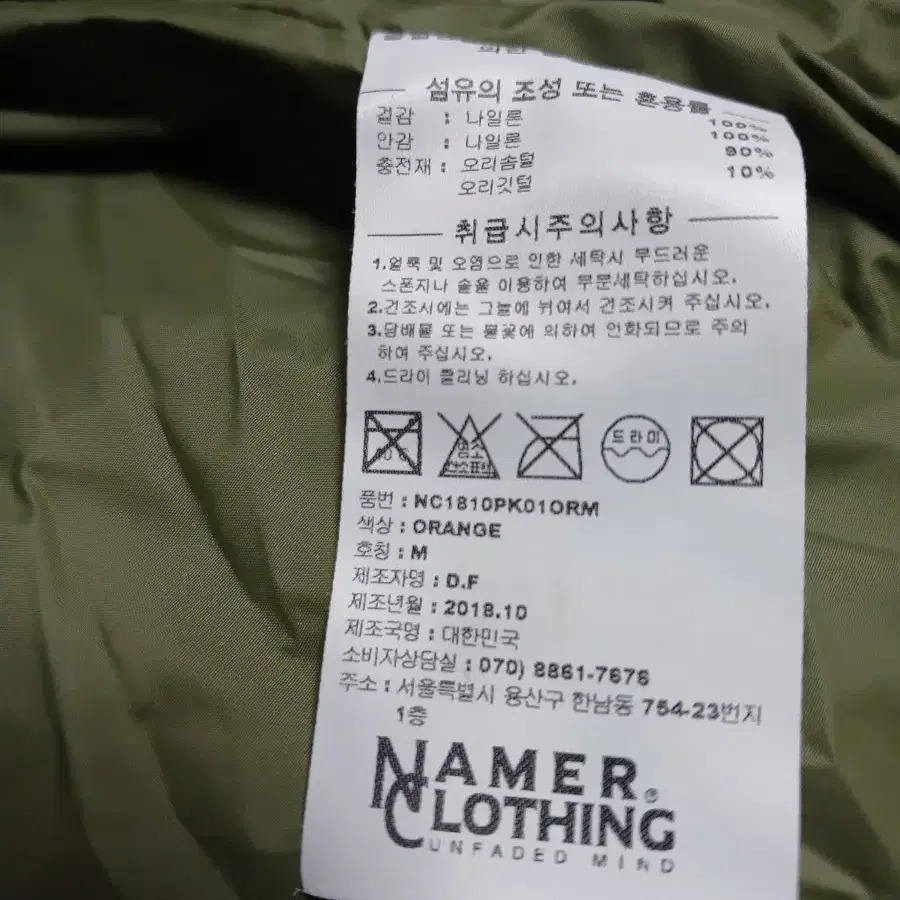 섬유의 조성 또는 혼용률
겉감 : 나일론 100%
안감 : 나일론 100%
충전재 : 오리솜털 90%
오리깃털 10%
취급시주의사항
1.얼룩 및 오염으로 인한 세탁시 부드러운
스폰지나 솔을 이용하여 부분세탁하십시오.
2.건조시에는 그늘에 뉘어서 건조시켜 주십시오.
3.담배불 또는 불꽃에 의하여 인화되므로 주의
하여 주십시오.
4.드라이 클리닝 하십시오.
염소 드라이
산소표백
품번 : NC1810PK01ORM
색상 : ORANGE
호칭 : M
제조자명 : D.F
제조년월 : 2018.10
제조국명 : 대한민국
소비자상담실 : 070) 8861-7676
주소 : 서울특별시 용산구 한남동 754-23번지
1층
NAMER
CLOTHING®
UNFADED MIND